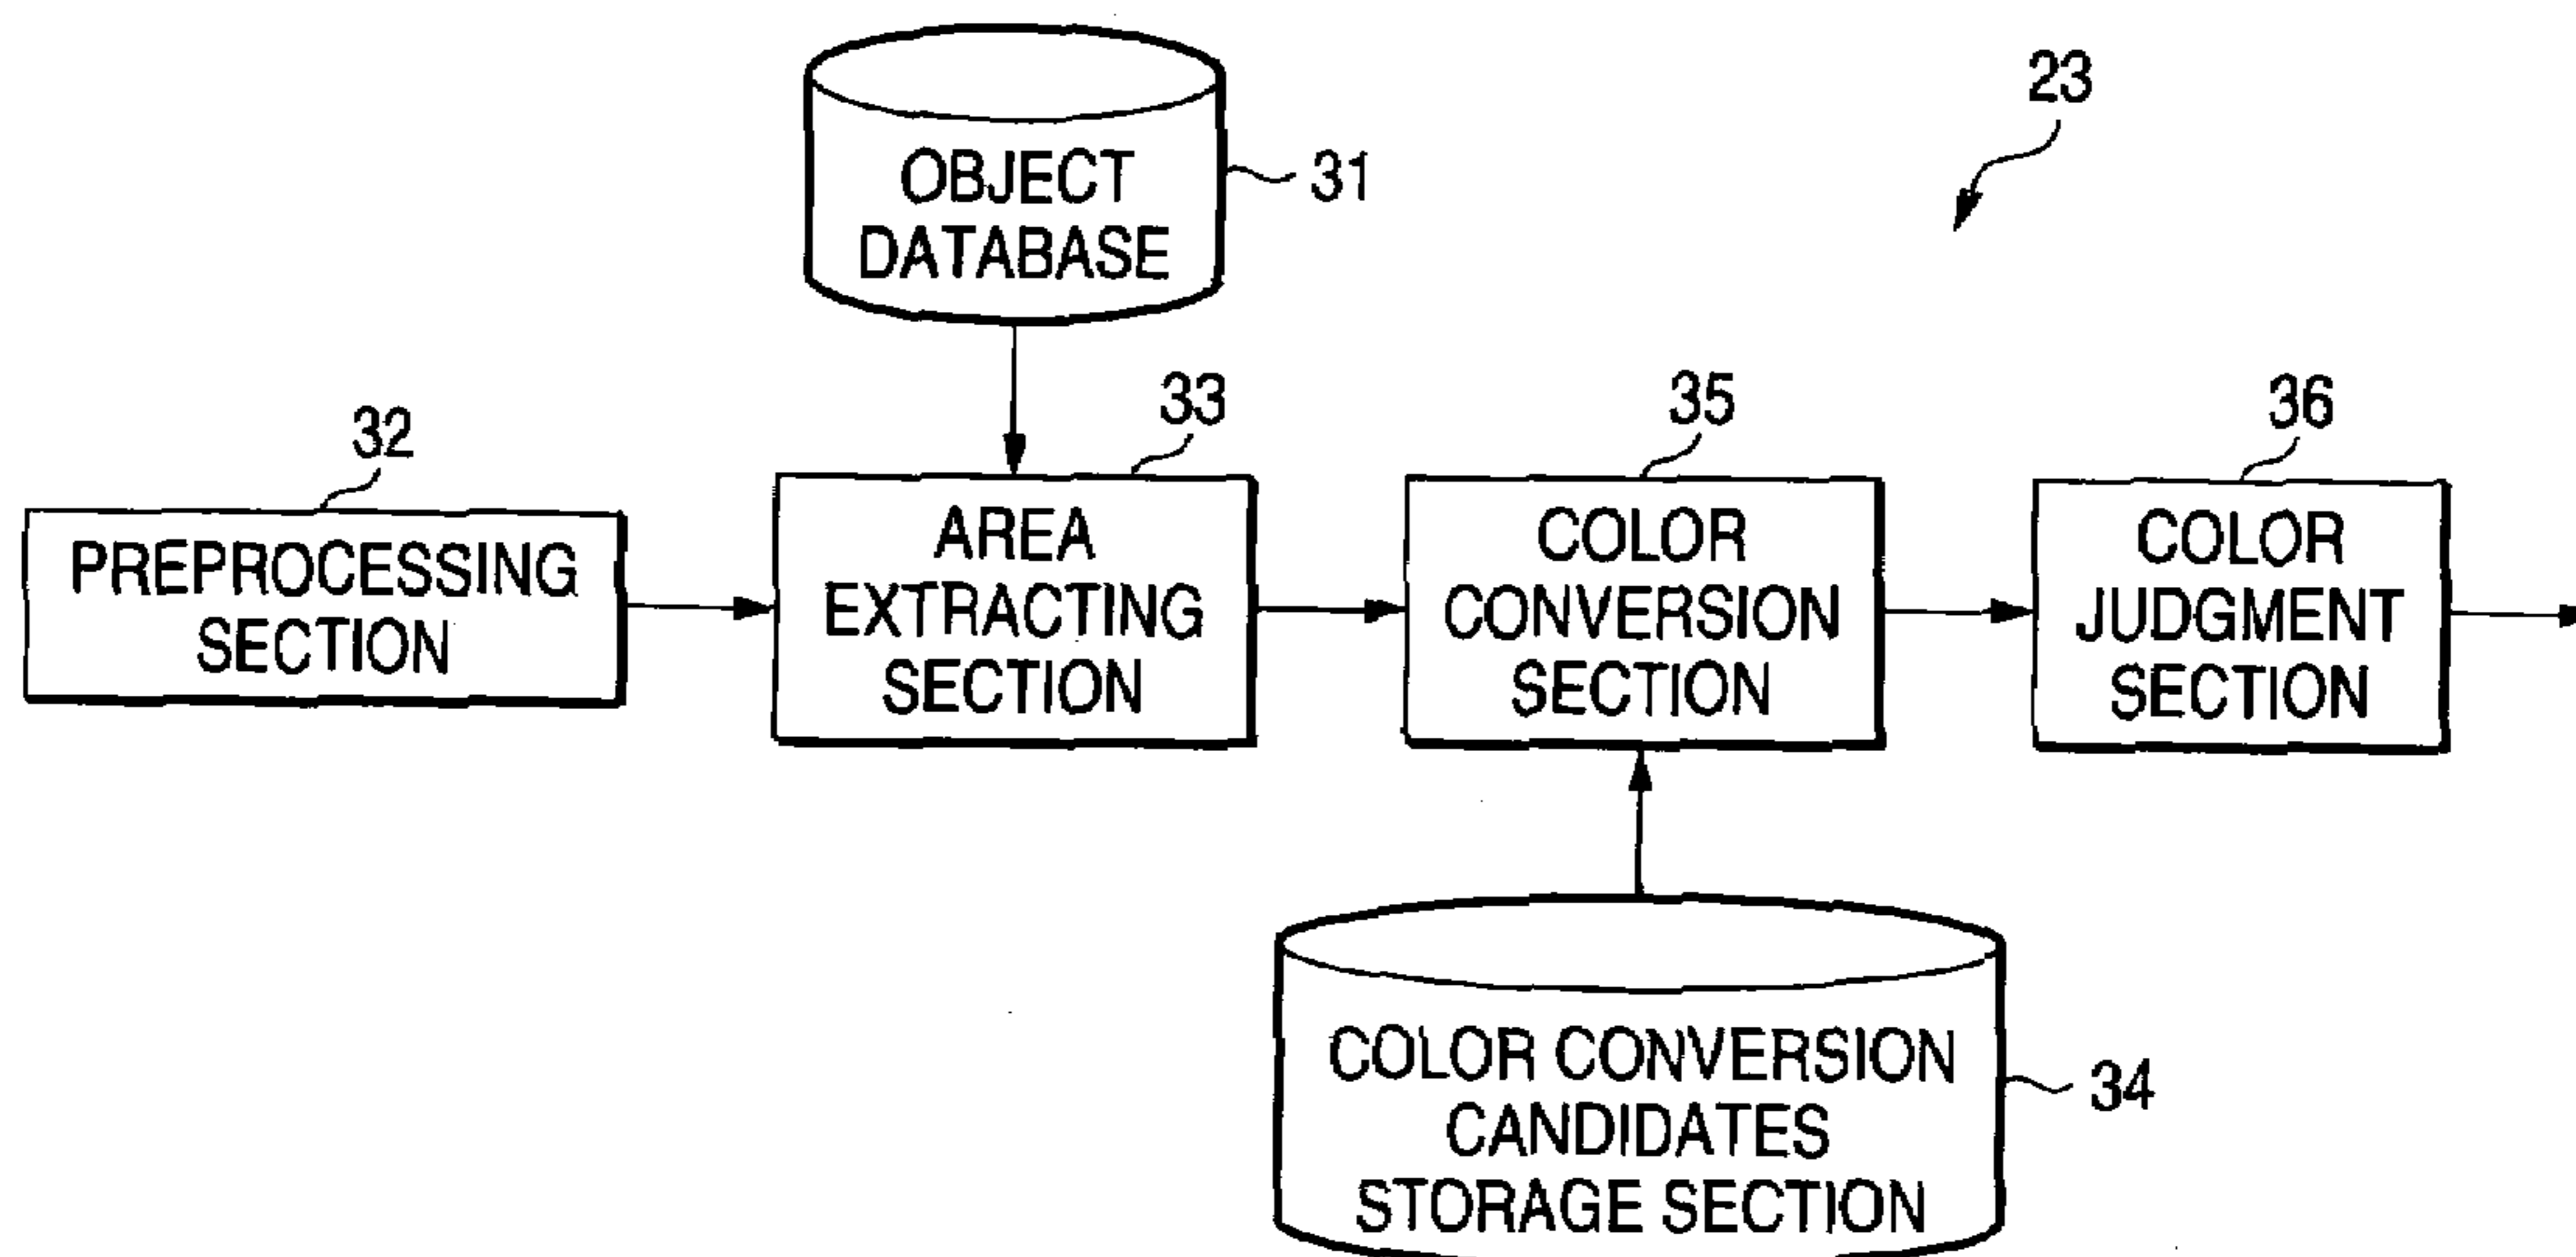 23
OBJECT
DATABASE
31
32
33
35
36
PREPROCESSING
SECTION
AREA
EXTRACTING
SECTION
COLOR
CONVERSION
SECTION
COLOR
JUDGMENT
SECTION
COLOR CONVERSION
CANDIDATES
STORAGE SECTION
34